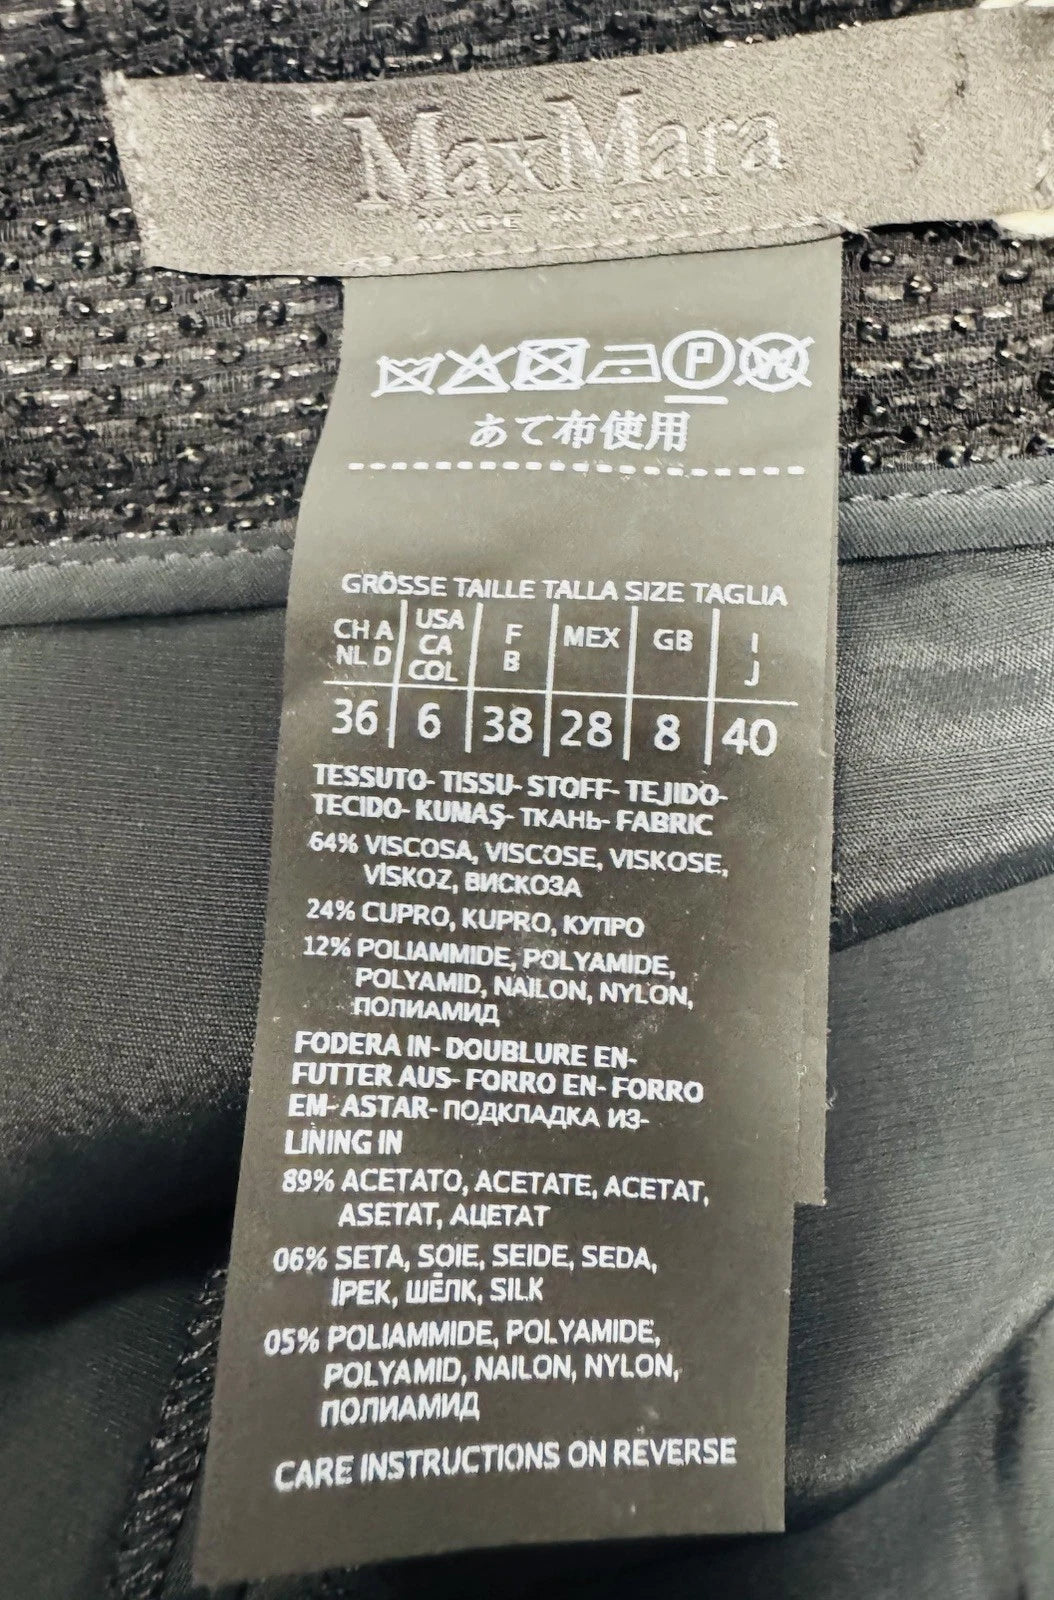 MaxMara
MADE IN ITALY
P W
あて布使用
GRÖSSE TAILLE TALLA SIZE TAGLIA
CH A NL D USA CA COL F B MEX GB I J
36 6 38 28 8 40
TESSUTO- TISSU- STOFF- TEJIDO-
TECIDO- KUMAŞ- ТКАНЬ- FABRIC
64% VISCOSA, VISCOSE, VISKOSE,
VİSKOZ, ВИСКОЗА
24% CUPRO, KUPRO, КУПРО
12% POLIAMMIDE, POLYAMIDE,
POLYAMID, NAILON, NYLON,
ПОЛИАМИД
FODERA IN- DOUBLURE EN-
FUTTER AUS- FORRO EN- FORRO
EM- ASTAR- ПОДКЛАДКА ИЗ-
LINING IN
89% ACETATO, ACETATE, ACETAT,
ASETAT, АЦЕТАТ
06% SETA, SOIE, SEIDE, SEDA,
İPEK, ШЁЛК, SILK
05% POLIAMMIDE, POLYAMIDE,
POLYAMID, NAILON, NYLON,
ПОЛИАМИД
CARE INSTRUCTIONS ON REVERSE